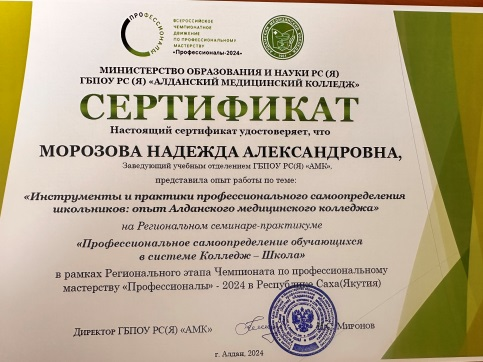 ПРОФЕССИОНАЛЫ
ВСЕРОССИЙСКОЕ
ЧЕМПИОНАТНОЕ
ДВИЖЕНИЕ
ПО ПРОФЕССИОНАЛЬНОМУ
МАСТЕРСТВУ
«Профессионалы-2024»
МИНИСТЕРСТВО ОБРАЗОВАНИЯ И НАУКИ РС (Я)
ГБПОУ РС (Я) «АЛДАНСКИЙ МЕДИЦИНСКИЙ КОЛЛЕДЖ»
СЕРТИФИКАТ
Настоящий сертификат удостоверяет, что
МОРОЗОВА НАДЕЖДА АЛЕКСАНДРОВНА,
Заведующий учебным отделением ГБПОУ РС(Я) «АМК».
представила опыт работы по теме:
«Инструменты и практики профессионального самоопределения
школьников: опыт Алданского медицинского колледжа»
на Региональном семинаре-практикуме
«Профессиональное самоопределение обучающихся
в системе Колледж – Школа»
в рамках Регионального этапа Чемпионата по профессиональному
мастерству «Профессионалы» - 2024 в Республике Саха(Якутия)
ДИРЕКТОР ГБПОУ РС(Я) «АМК» МИРОНОВ
г. Алдан, 2024